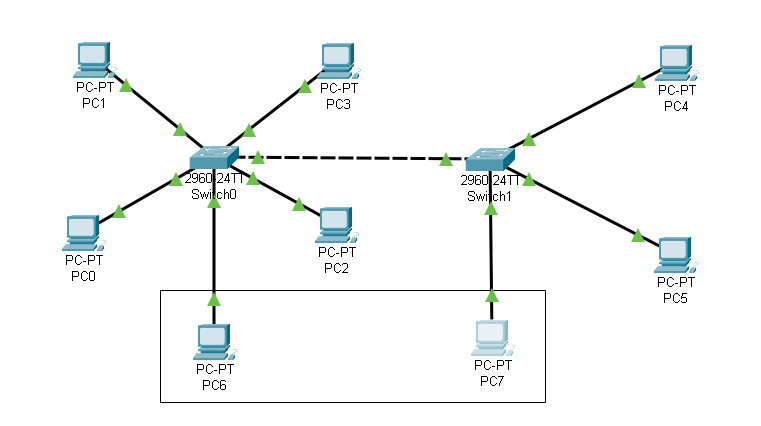 PC-PT
PC1
PC-PT
PC3
PC-PT
PC4
2960-24TT
Switch0
2960-24TT
Switch1
PC-PT
PC0
PC-PT
PC2
PC-PT
PC5
PC-PT
PC6
PC-PT
PC7